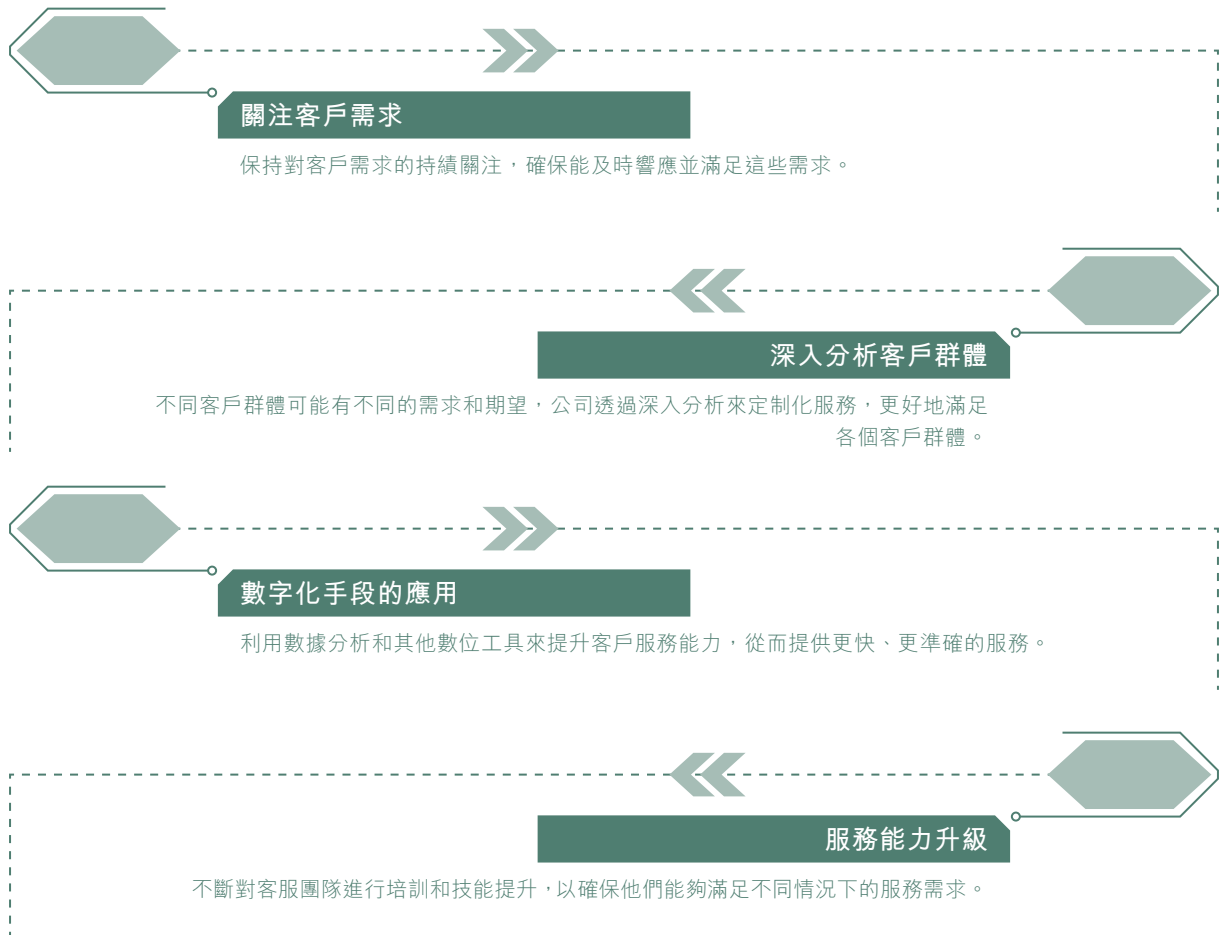 關注客戶需求
保持對客戶需求的持續關注，確保能及時響應並滿足這些需求。
深入分析客戶群體
不同客戶群體可能有不同的需求和期望，公司透過深入分析來定制化服務，更好地滿足
各個客戶群體。
數字化手段的應用
利用數據分析和其他數位工具來提升客戶服務能力，從而提供更快、更準確的服務。
服務能力升級
不斷對客服團隊進行培訓和技能提升，以確保他們能夠滿足不同情況下的服務需求。